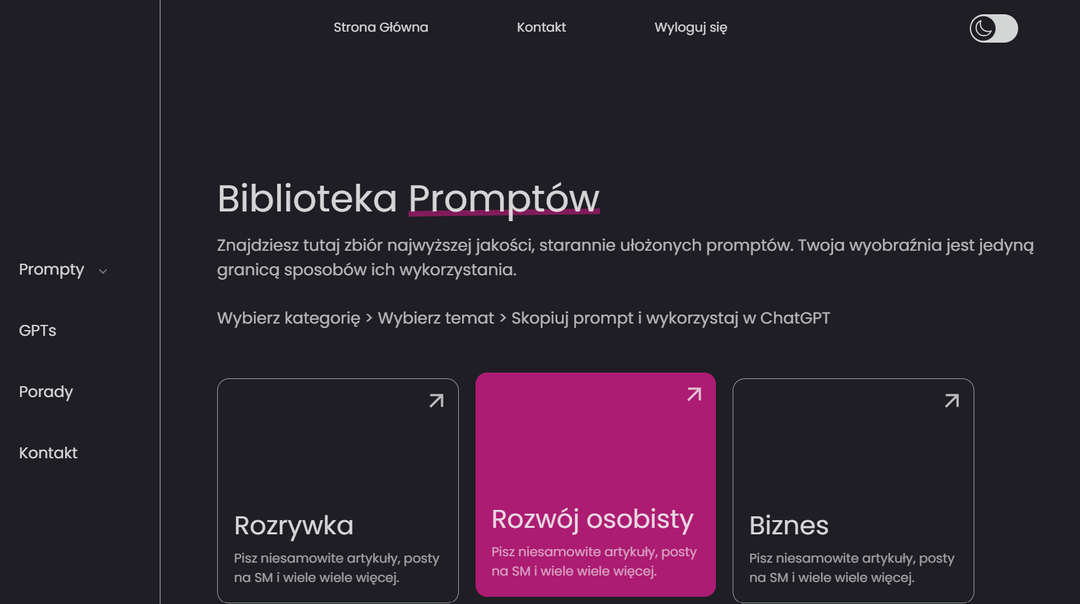 Strona Główna
Kontakt
Wyloguj się
Prompty
GPTs
Porady
Kontakt
Biblioteka Promptów
Znajdziesz tutaj zbiór najwyższej jakości, starannie ułożonych promptów. Twoja wyobraźnia jest jedyną
granicą sposobów ich wykorzystania.
Wybierz kategorię > Wybierz temat > Skopiuj prompt i wykorzystaj w ChatGPT
Rozrywka
Pisz niesamowite artykuły, posty
na SM i wiele wiele więcej.
Rozwój osobisty
Pisz niesamowite artykuły, posty
na SM i wiele wiele więcej.
Biznes
Pisz niesamowite artykuły, posty
na SM i wiele wiele więcej.